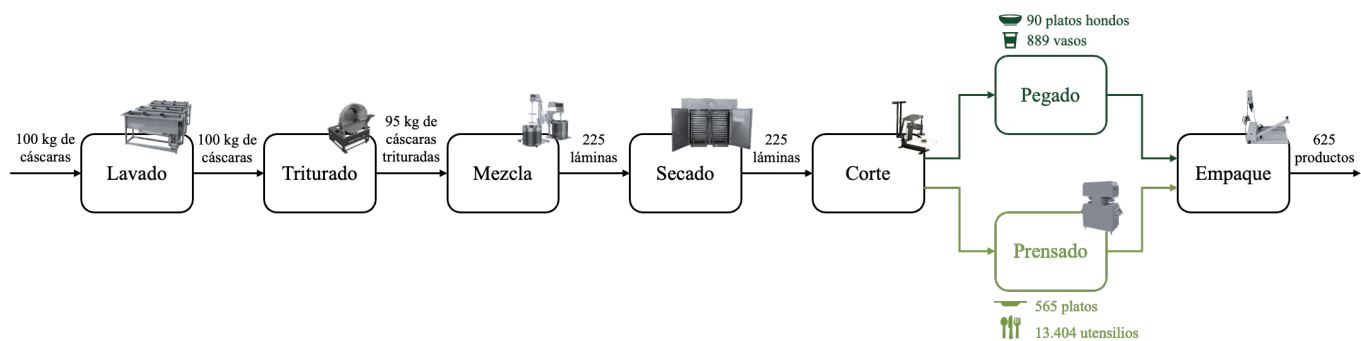 100 kg de
cáscaras
Lavado
100 kg de
cáscaras
Triturado
95 kg de
cáscaras
trituradas
Mezcla
225
láminas
Secado
225
láminas
Corte
90 platos hondos
889 vasos
Pegado
Prensado
565 platos
13.404 utensilios
Empaque
625
productos